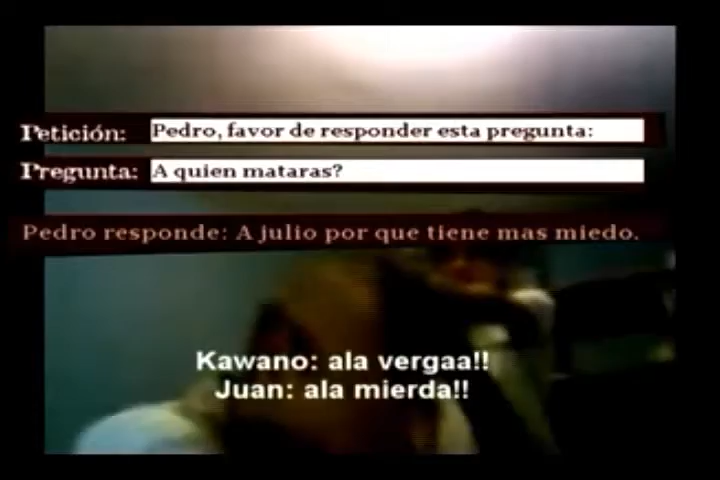 Petición: Pedro, favor de responder esta pregunta:
Pregunta: A quien mataras?
Pedro responde: A julio por que tiene mas miedo.
Kawano: ala vergaa!!
Juan: ala mierda!!